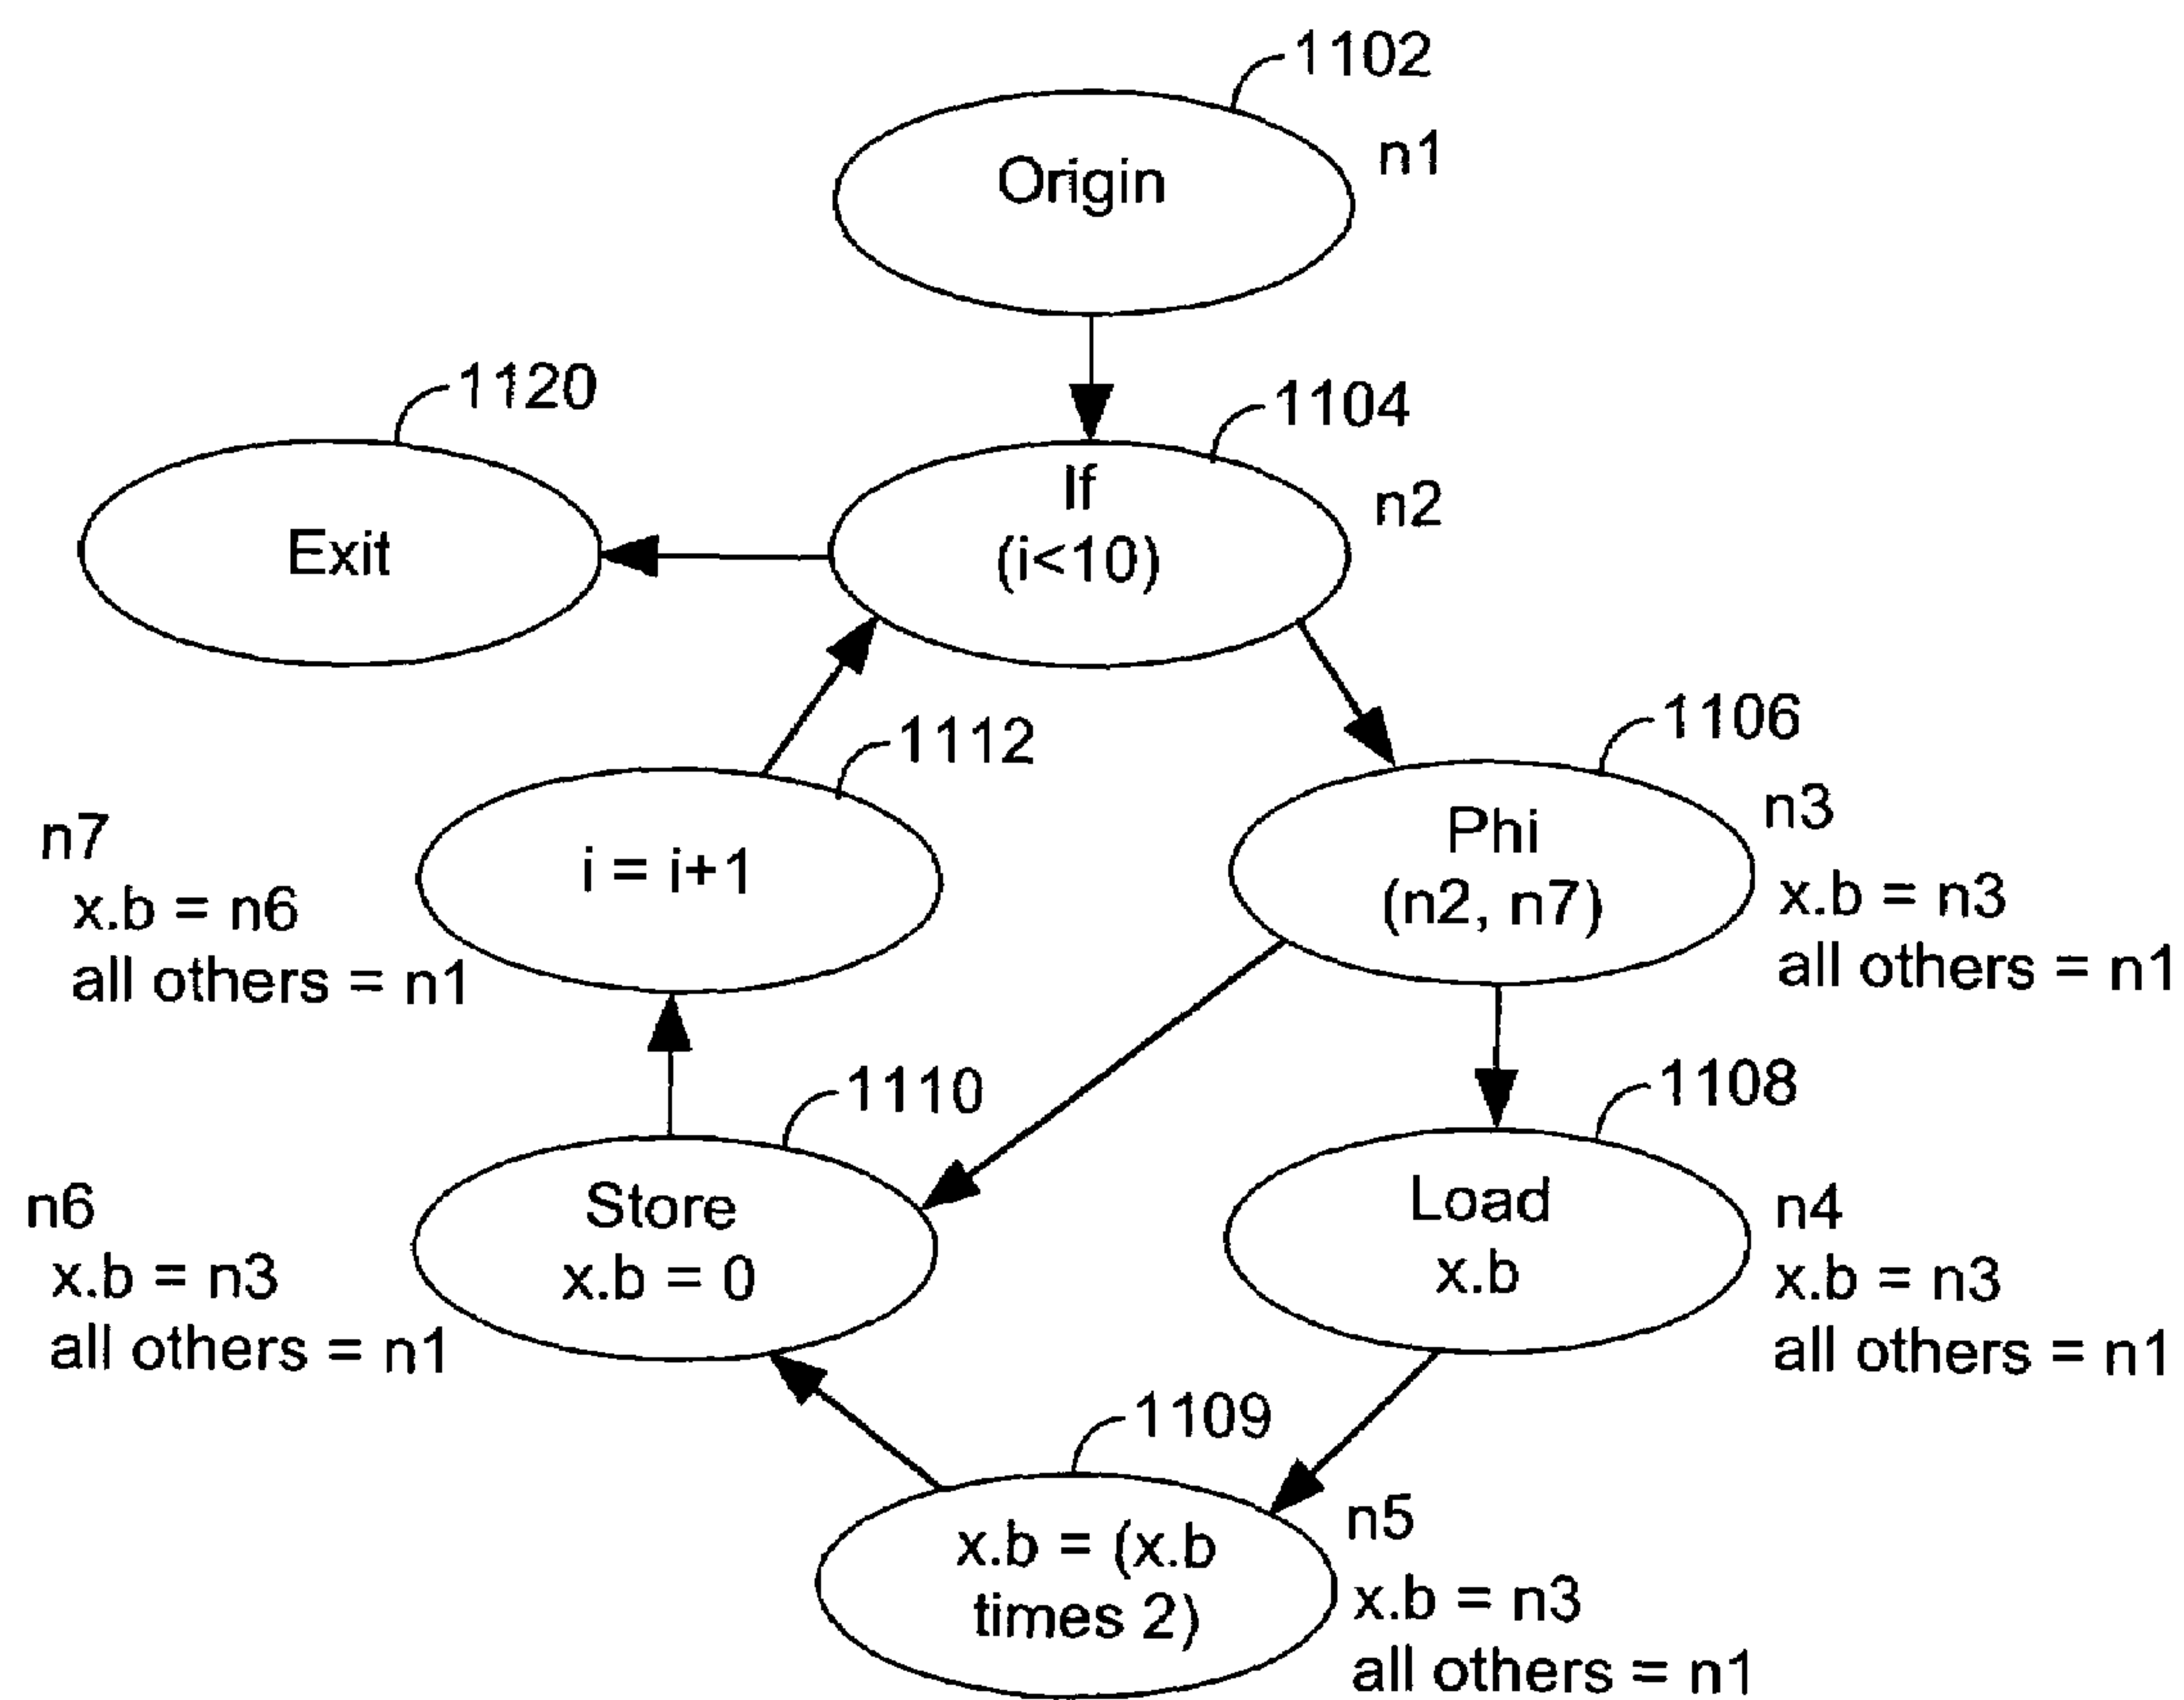 1102
n1
Origin
1120
1104
If
(i<10)
n2
Exit
1112
1106
n7
x.b = n6
all others = n1
i = i+1
Phi
(n2, n7)
n3
x.b = n3
all others = n1
1110
1108
n6
x.b = n3
all others = n1
Store
x.b = 0
Load
x.b
n4
x.b = n3
all others = n1
1109
x.b = (x.b
times 2)
n5
x.b = n3
all others = n1